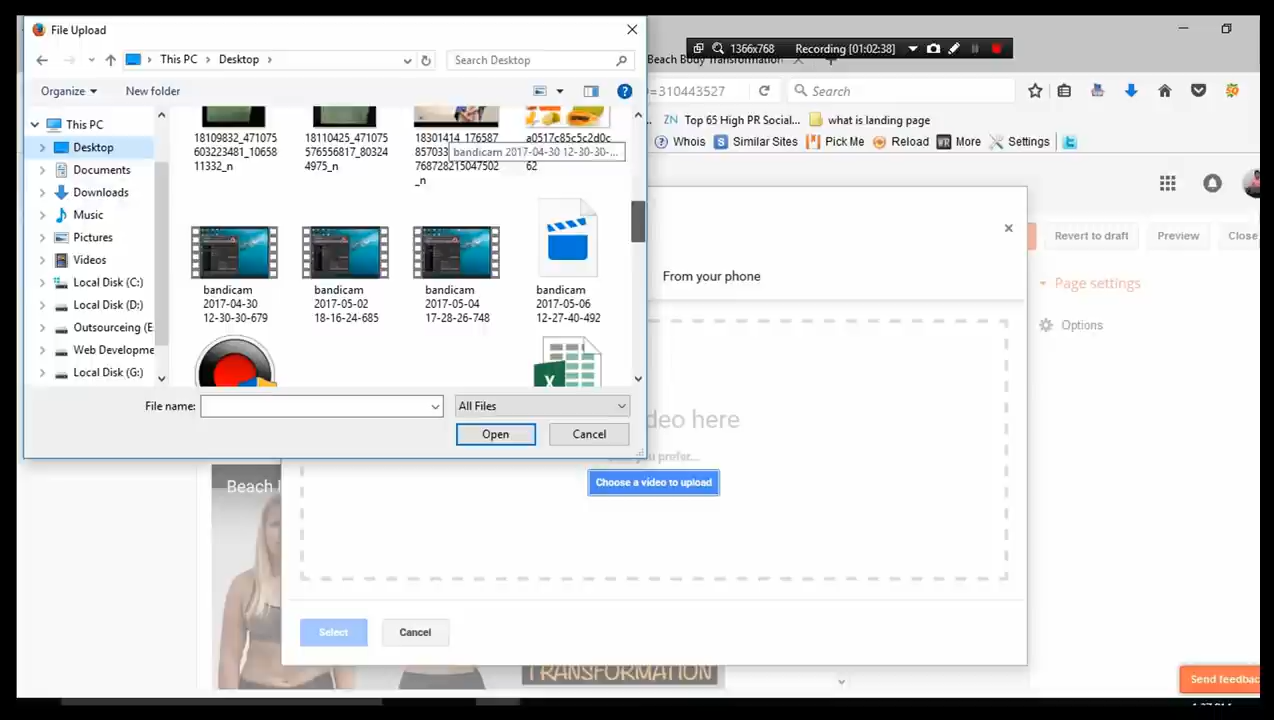 File Upload
This PC
Desktop
Search Desktop
1366x768
Recording [01:02:38]
Beach Body Transformation
=310443527
Search
ZN Top 65 High PR Social...
what is landing page
Whois
Similar Sites
Pick Me
Reload
More
Settings
Organize
New folder
This PC
Desktop
Documents
Downloads
Music
Pictures
Videos
Local Disk (C:)
Local Disk (D:)
Outsourceing (E
Web Developme
Local Disk (G:)
18109832_471075
603223481_10658
11332_n
18110425_471075
576556817_80324
4975_n
18301414_176587
857033
768728215047502
_n
a0517c85c5c2d0c
62
bandicam 2017-04-30 12-30-30-...
bandicam
2017-04-30
12-30-30-679
bandicam
2017-05-02
18-16-24-685
bandicam
2017-05-04
17-28-26-748
bandicam
2017-05-06
12-27-40-492
File name:
All Files
Open
Cancel
Revert to draft
Preview
Close
Page settings
Options
From your phone
deo here
you prefer...
Choose a video to upload
Select
Cancel
Beach
TRANSFORMATION
Send feedbac